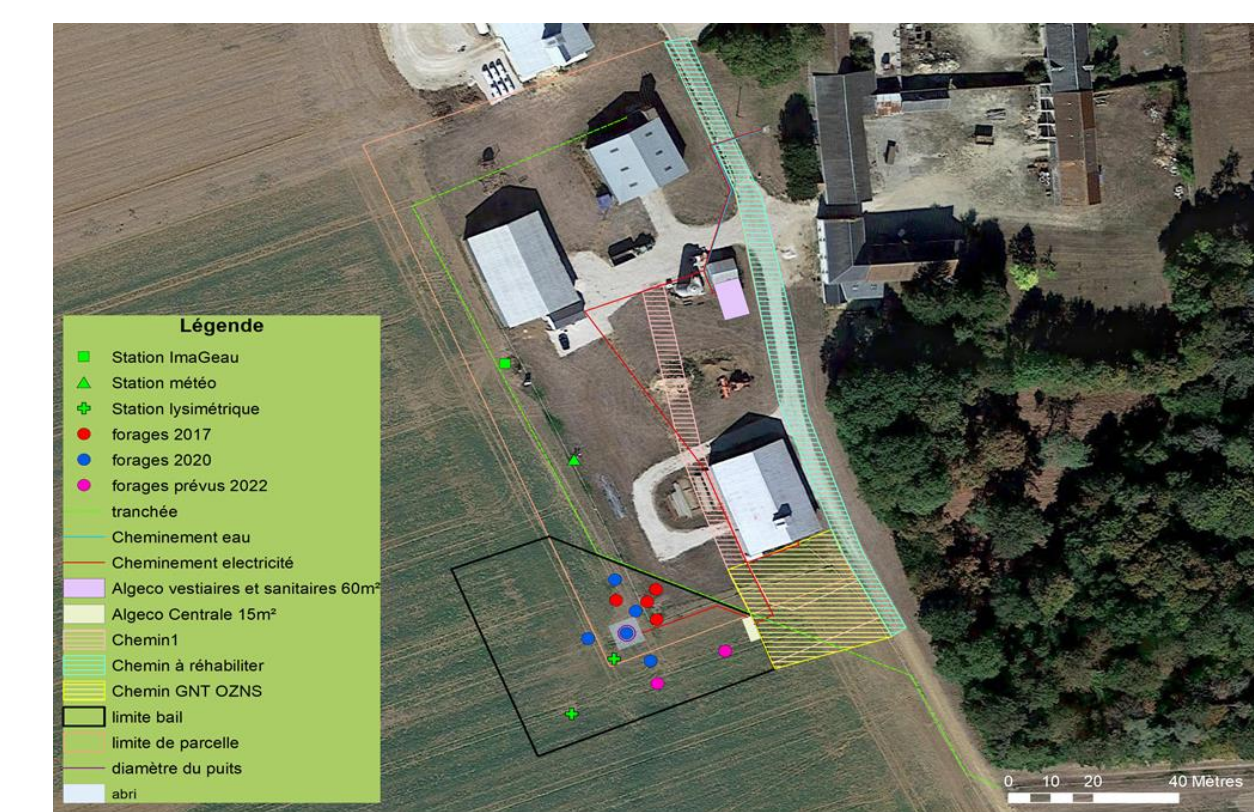 Légende
Station ImaGeau
Station météo
Station lysimétrique
forages 2017
forages 2020
forages prévus 2022
tranchée
Cheminement eau
Cheminement electricité
Algeco vestiaires et sanitaires 60m²
Algeco Centrale 15m²
Chemin1
Chemin à réhabiliter
Chemin GNT OZNS
limite bail
limite de parcelle
diamètre du puits
abri
0 10 20 40 Mètres